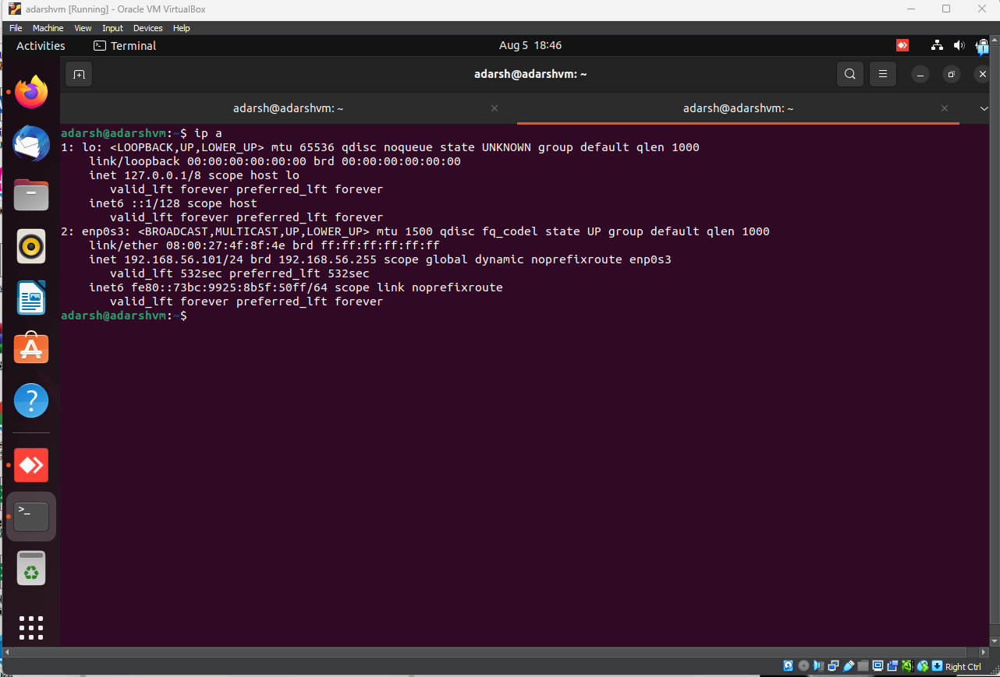 adarshvm [Running] - Oracle VM VirtualBox
File Machine View Input Devices Help
Activities Terminal Aug 5 18:46
adarsh@adarshvm: ~
adarsh@adarshvm: ~ adarsh@adarshvm: ~
adarsh@adarshvm:~$ ip a
1: lo: <LOOPBACK,UP,LOWER_UP> mtu 65536 qdisc noqueue state UNKNOWN group default qlen 1000
    link/loopback 00:00:00:00:00:00 brd 00:00:00:00:00:00
    inet 127.0.0.1/8 scope host lo
       valid_lft forever preferred_lft forever
    inet6 ::1/128 scope host
       valid_lft forever preferred_lft forever
2: enp0s3: <BROADCAST,MULTICAST,UP,LOWER_UP> mtu 1500 qdisc fq_codel state UP group default qlen 1000
    link/ether 08:00:27:4f:8f:4e brd ff:ff:ff:ff:ff:ff
    inet 192.168.56.101/24 brd 192.168.56.255 scope global dynamic noprefixroute enp0s3
       valid_lft 532sec preferred_lft 532sec
    inet6 fe80::73bc:9925:8b5f:50ff/64 scope link noprefixroute
       valid_lft forever preferred_lft forever
adarsh@adarshvm:~$
Right Ctrl